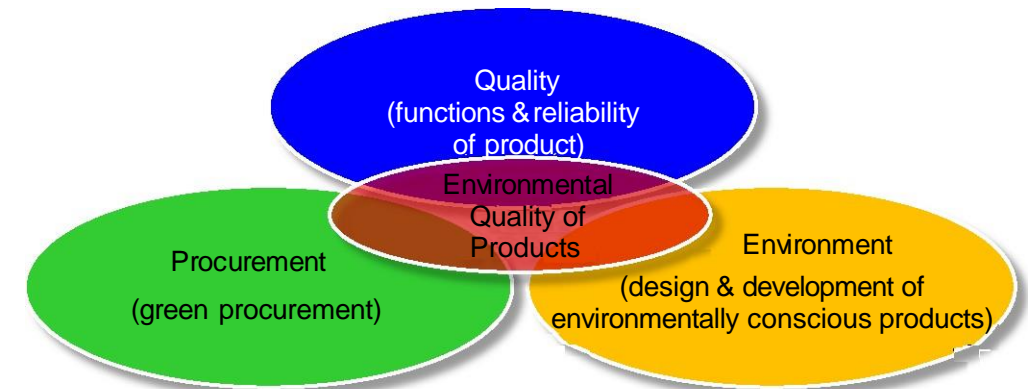 Quality
(functions & reliability
of product)
Environmental
Quality of
Products
Procurement
(green procurement)
Environment
(design & development of
environmentally conscious products)